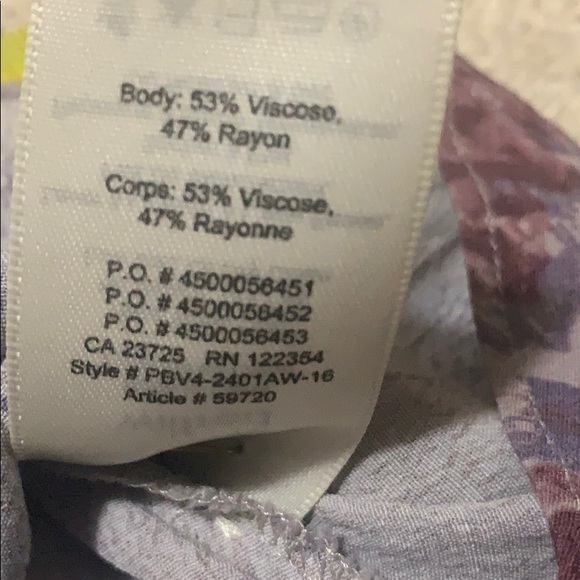 Body: 53% Viscose,
47% Rayon
Corps: 53% Viscose,
47% Rayonne
P.O. # 4500056451
P.O. # 4500056452
P.O. # 4500056453
CA 23725 RN 122354
Style # PBV4-2401AW-16
Article # 59720